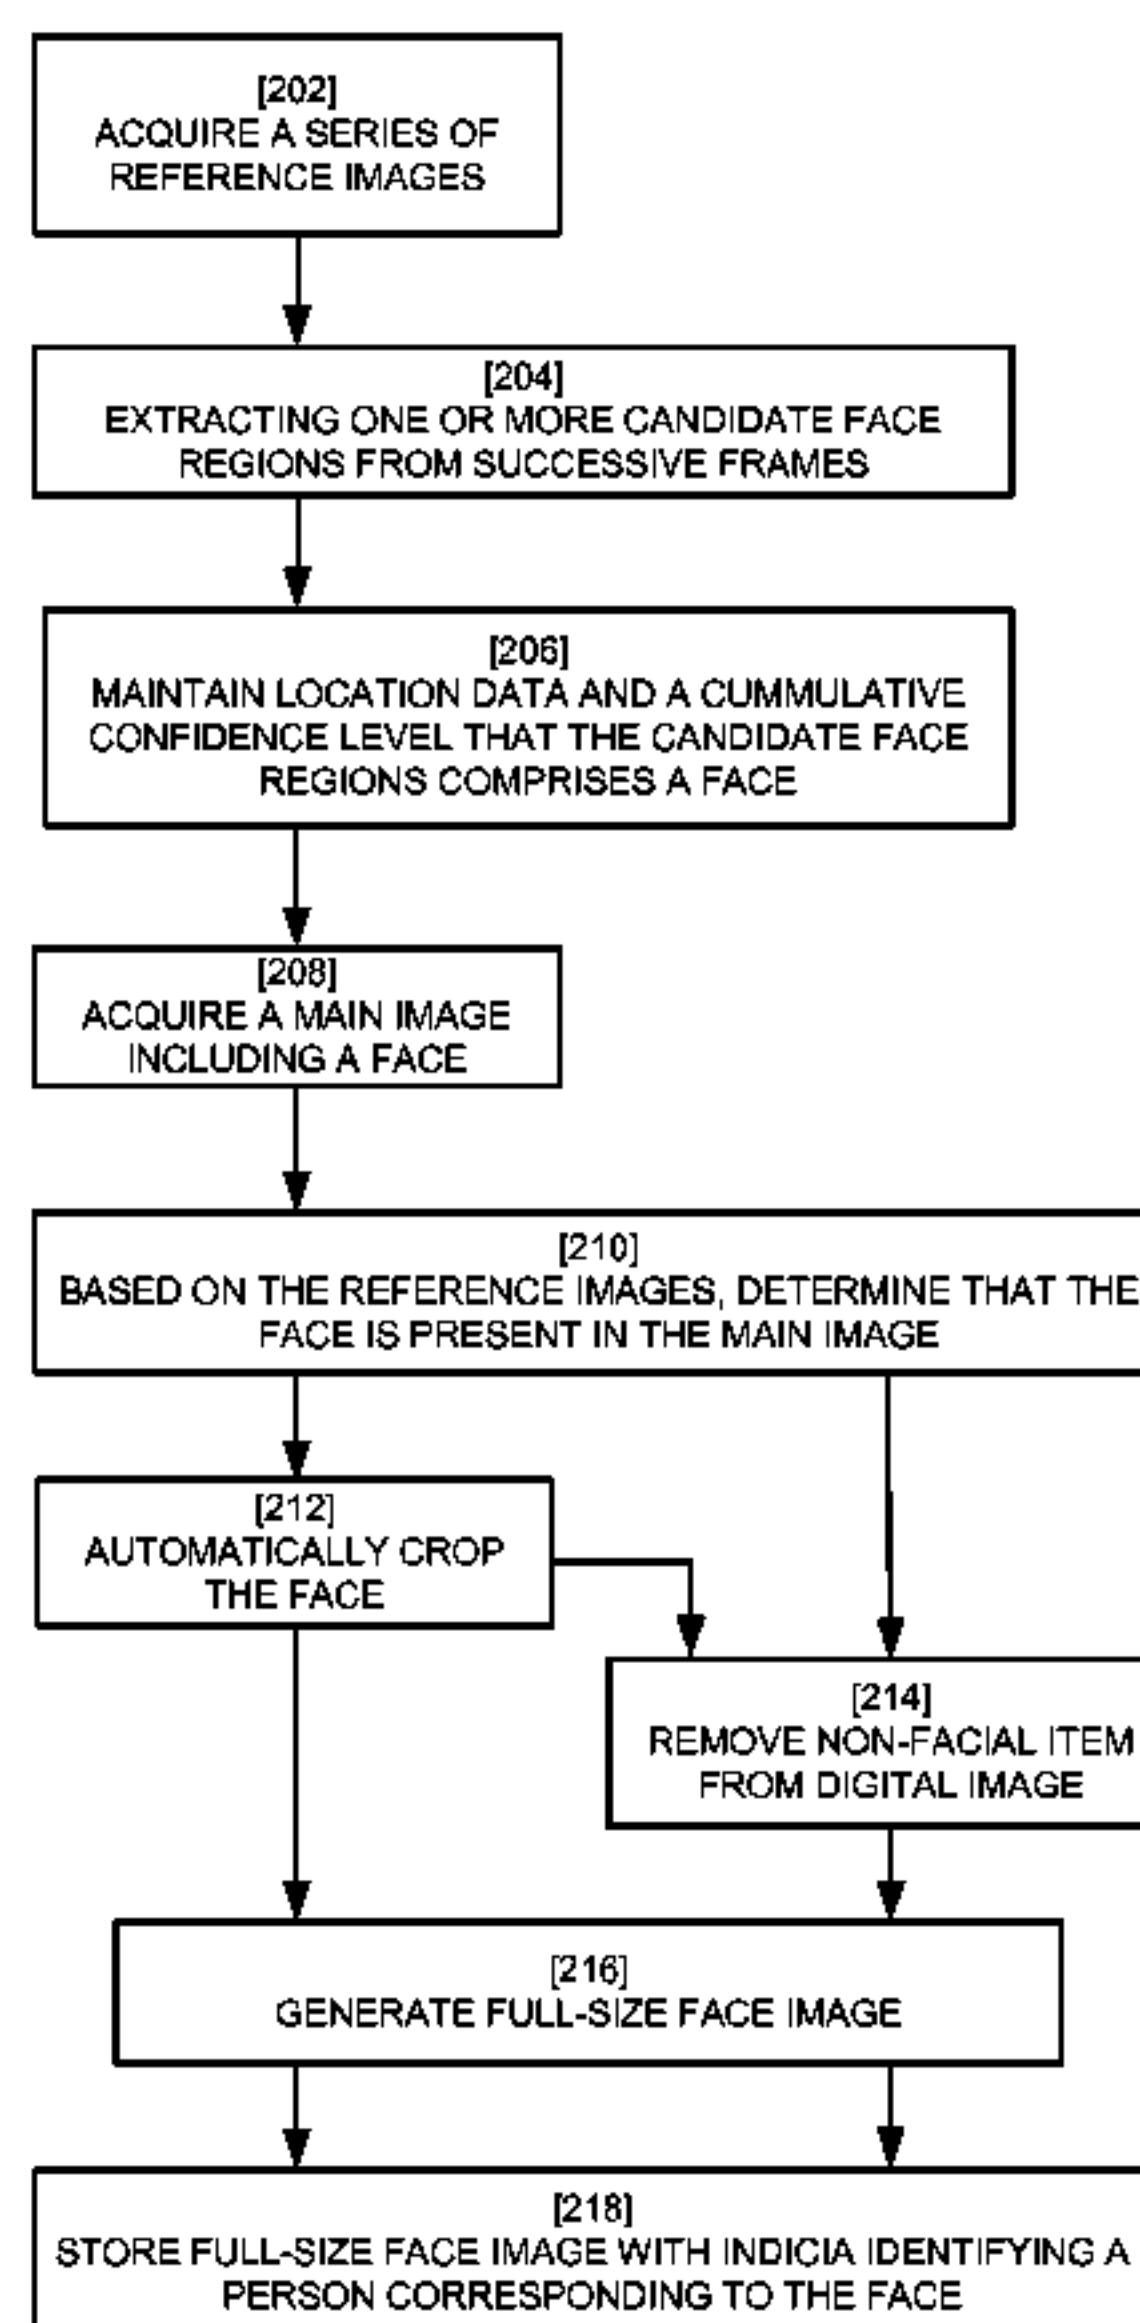 [202]
ACQUIRE A SERIES OF
REFERENCE IMAGES
[204]
EXTRACTING ONE OR MORE CANDIDATE FACE
REGIONS FROM SUCCESSIVE FRAMES
[206]
MAINTAIN LOCATION DATA AND A CUMMULATIVE
CONFIDENCE LEVEL THAT THE CANDIDATE FACE
REGIONS COMPRISES A FACE
[208]
ACQUIRE A MAIN IMAGE
INCLUDING A FACE
[210]
BASED ON THE REFERENCE IMAGES, DETERMINE THAT THE
FACE IS PRESENT IN THE MAIN IMAGE
[212]
AUTOMATICALLY CROP
THE FACE
[214]
REMOVE NON-FACIAL ITEM
FROM DIGITAL IMAGE
[216]
GENERATE FULL-SIZE FACE IMAGE
[218]
STORE FULL-SIZE FACE IMAGE WITH INDICIA IDENTIFYING A
PERSON CORRESPONDING TO THE FACE